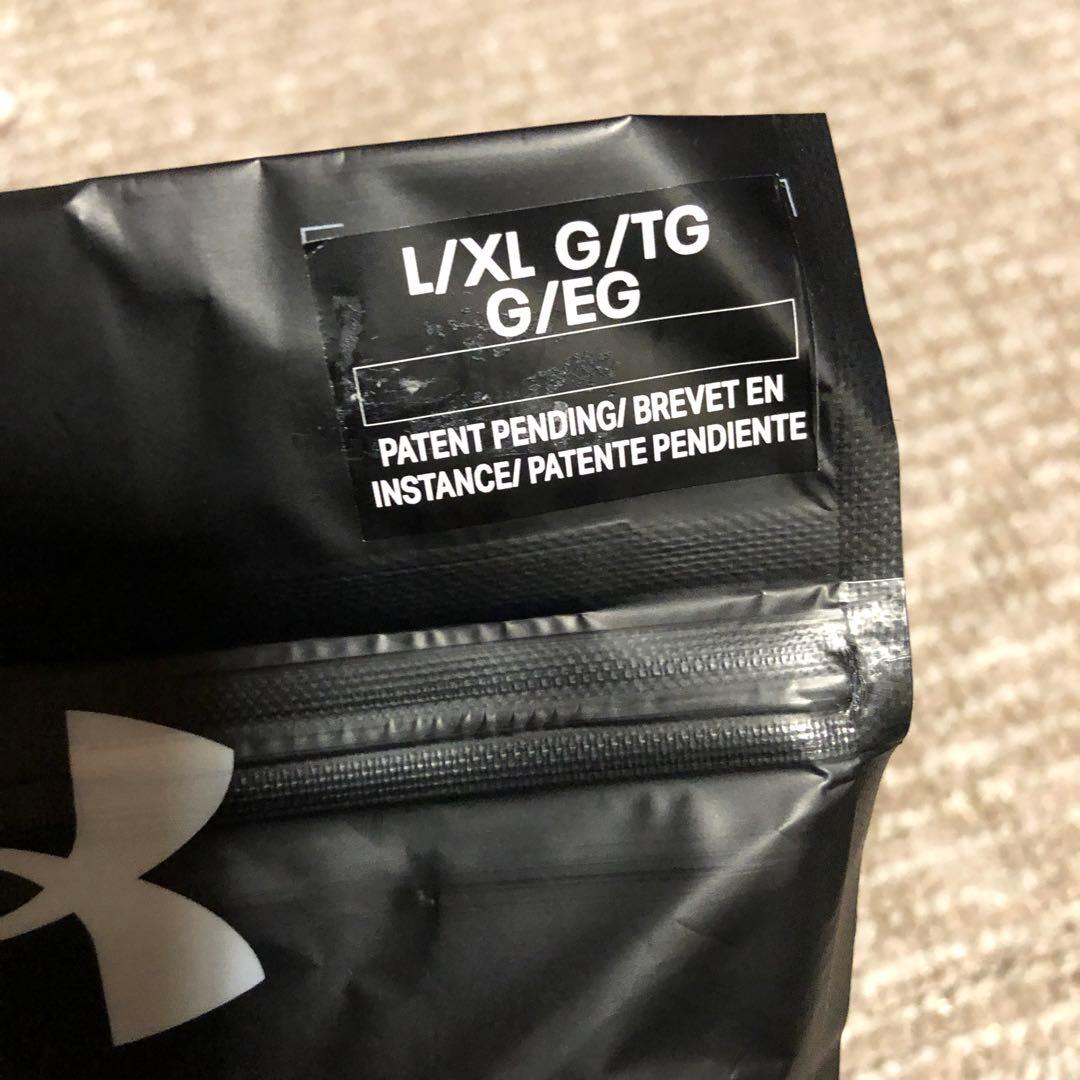 L/XL G/TG
G/EG
PATENT PENDING/ BREVET EN
INSTANCE/ PATENTE PENDIENTE